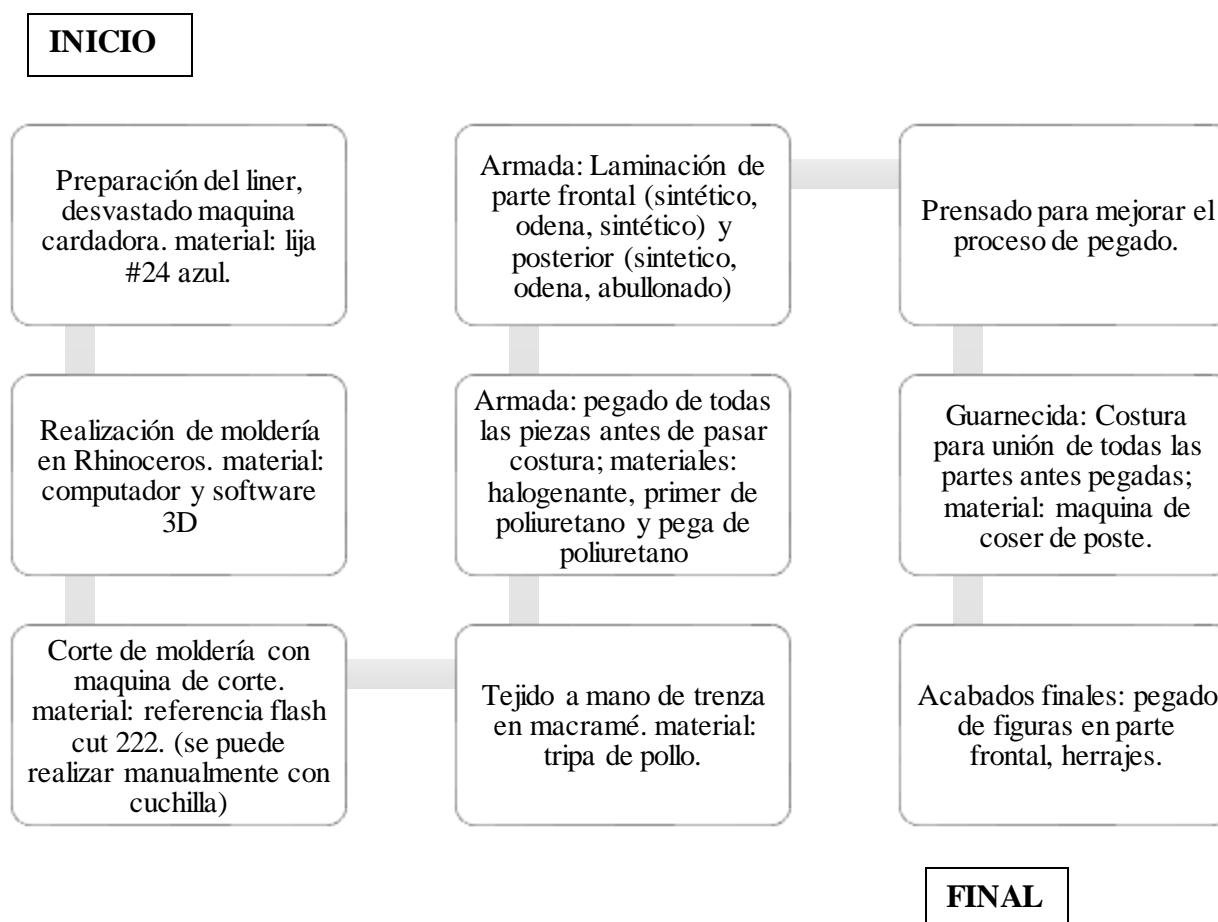 INICIO
Preparación del liner,
desvastado maquina
cardadora. material: lija
#24 azul.
Realización de moldería
en Rhinoceros. material:
computador y software
3D
Corte de moldería con
maquina de corte.
material: referencia flash
cut 222. (se puede
realizar manualmente con
cuchilla)
Tejido a mano de trenza
en macramé. material:
tripa de pollo.
Armada: pegado de todas
las piezas antes de pasar
costura; materiales:
halogenante, primer de
poliuretano y pega de
poliuretano
Armada: Laminación de
parte frontal (sintético,
odena, sintético) y
posterior (sintetico,
odena, abullonado)
Prensado para mejorar el
proceso de pegado.
Guarnecida: Costura
para unión de todas las
partes antes pegadas;
material: maquina de
coser de poste.
Acabados finales: pegado
de figuras en parte
frontal, herrajes.
FINAL